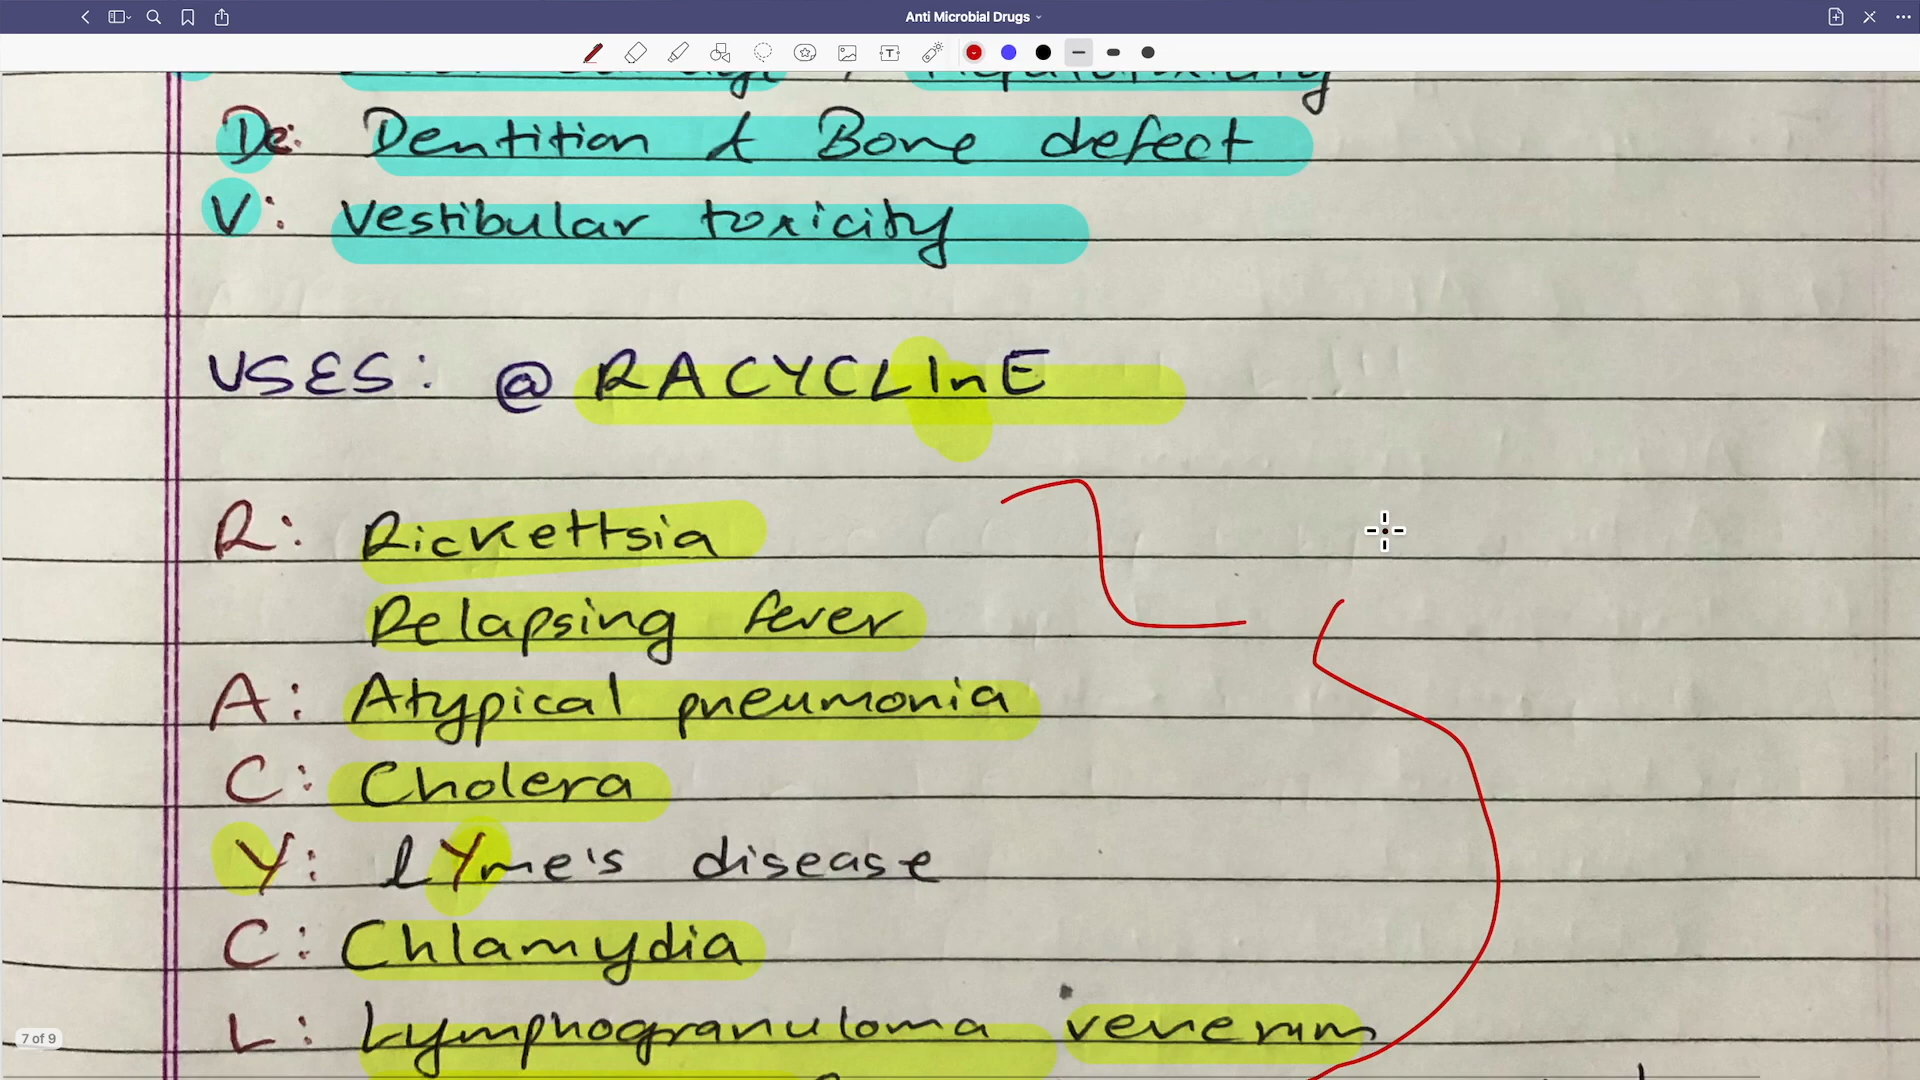 Anti Microbial Drugs
De: Dentition & Bone defect
V: Vestibular toxicity
USES: @ RACYCLInE
R: Rickettsia
Relapsing fever
A: Atypical pneumonia
C: Cholera
Y: lYme's disease
C: Chlamydia
L: Lymphogranuloma venerum
7 of 9